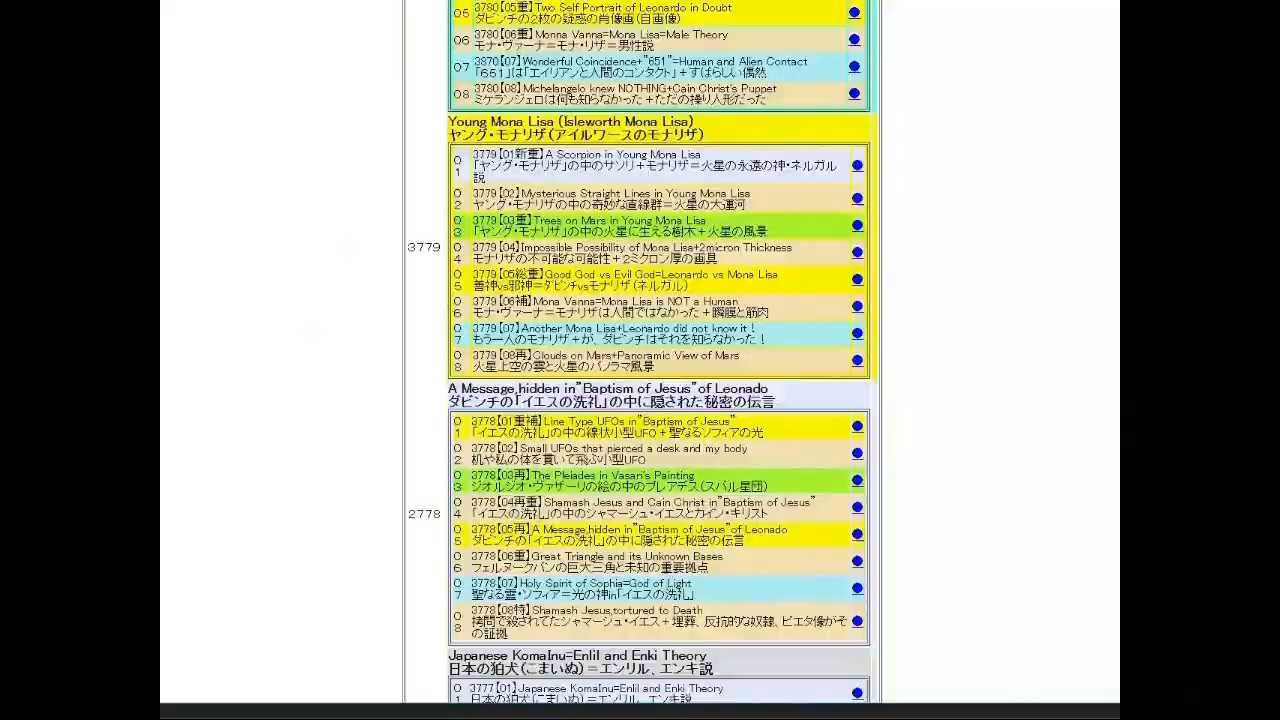 05 3780【05重】Two Self Portrait of Leonardo in Doubt
ダビンチの2枚の疑惑の肖像画(自画像)
06 3780【06重】Monna Vanna=Mona Lisa=Male Theory
モナ・ヴァーナ=モナ・リザ=男性説
07 3870【07】Wonderful Coincidence+"651"=Human and Alien Contact
「651」は「エイリアンと人間のコンタクト」+すばらしい偶然
08 3780【08】Michelangelo knew NOTHING+Cain Christ's Puppet
ミケランジェロは何も知らなかった+ただの操り人形だった
Young Mona Lisa (Isleworth Mona Lisa)
ヤング・モナリザ(アイルワースのモナリザ)
3779
01 3779【01新重】A Scorpion in Young Mona Lisa
「ヤング・モナリザ」の中のサソリ+モナリザ=火星の永遠の神・ネルガル
説
02 3779【02】Mysterious Straight Lines in Young Mona Lisa
ヤング・モナリザの中の奇妙な直線群=火星の大運河
03 3779【03重】Trees on Mars in Young Mona Lisa
「ヤング・モナリザ」の中の火星に生える樹木+火星の風景
04 3779【04】Impossible Possibility of Mona Lisa+2micron Thickness
モナリザの不可能な可能性+2ミクロン厚の画具
05 3779【05総重】Good God vs Evil God=Leonardo vs Mona Lisa
善神vs邪神=ダビンチvsモナリザ(ネルガル)
06 3779【06補】Mona Vanna=Mona Lisa is NOT a Human
モナ・ヴァーナ=モナリザは人間ではなかった+瞬膜と筋肉
07 3779【07】Another Mona Lisa+Leonardo did not know it!
もう一人のモナリザ+が、ダビンチはそれを知らなかった!
08 3779【08再】Clouds on Mars+Panoramic View of Mars
火星上空の雲と火星のパノラマ風景
A Message,hidden in"Baptism of Jesus"of Leonado
ダビンチの「イエスの洗礼」の中に隠された秘密の伝言
2778
01 3778【01重補】Line Type UFOs in"Baptism of Jesus"
「イエスの洗礼」の中の線状小型UFO+聖なるソフィアの光
02 3778【02】Small UFOs that pierced a desk and my body
机や私の体を貫いて飛ぶ小型UFO
03 3778【03再】The Pleiades in Vasari's Painting
ジオルジオ・ヴァザーリの絵の中のプレアデス(スバル星団)
04 3778【04再重】Shamash Jesus and Cain Christ in"Baptism of Jesus"
「イエスの洗礼」の中のシャマーシュ・イエスとカイン・キリスト
05 3778【05再】A Message,hidden in"Baptism of Jesus"of Leonado
ダビンチの「イエスの洗礼」の中に隠された秘密の伝言
06 3778【06重】Great Triangle and its Unknown Bases
フェルヌークバンの巨大三角と未知の重要拠点
07 3778【07】Holy Spirit of Sophia=God of Light
聖なる霊・ソフィア=光の神in「イエスの洗礼」
08 3778【08特】Shamash Jesus,tortured to Death
拷問で殺されてたシャマーシュ・イエス+埋葬、反抗的な奴隷、ピエタ像がそ
の証拠
Japanese KomaInu=Enlil and Enki Theory
日本の狛犬(こまいぬ)=エンリル、エンキ説
01 3777【01】Japanese KomaInu=Enlil and Enki Theory
日本の狛犬(こまいぬ)=エンリル、エンキ説